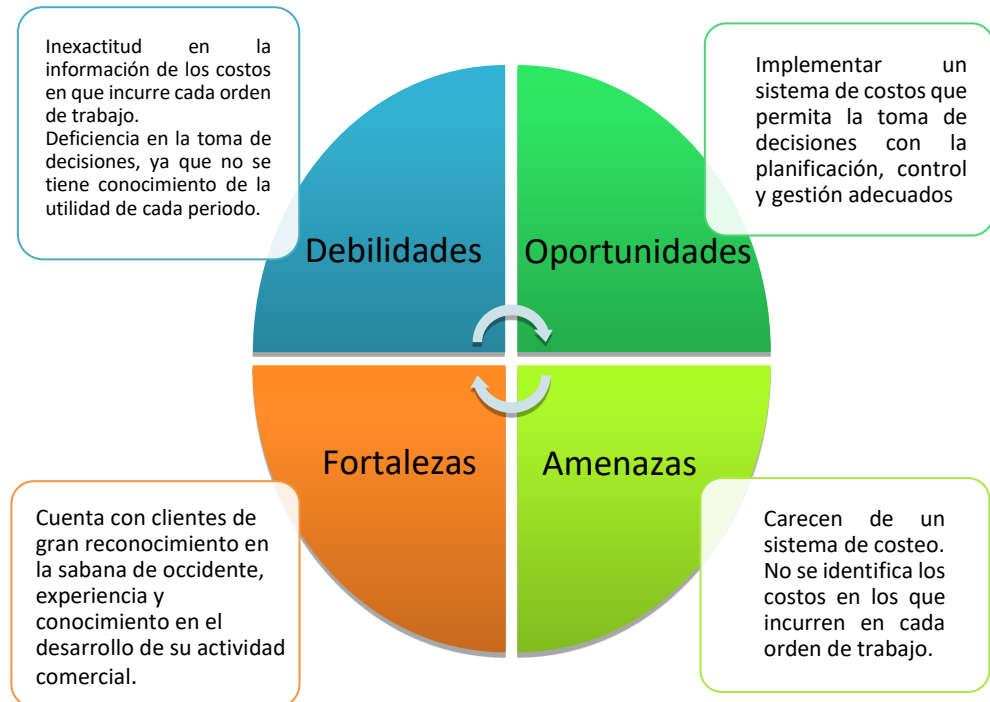 Inexactitud en la
información de los costos
en que incurre cada orden
de trabajo.
Deficiencia en la toma de
decisiones, ya que no se
tiene conocimiento de la
utilidad de cada periodo.
Implementar un
sistema de costos que
permita la toma de
decisiones con la
planificación, control
y gestión adecuados
Debilidades
Oportunidades
Fortalezas
Amenazas
Cuenta con clientes de
gran reconocimiento en
la sabana de occidente,
experiencia y
conocimiento en el
desarrollo de su actividad
comercial.
Carecen de un
sistema de costeo.
No se identifica los
costos en los que
incurren en cada
orden de trabajo.